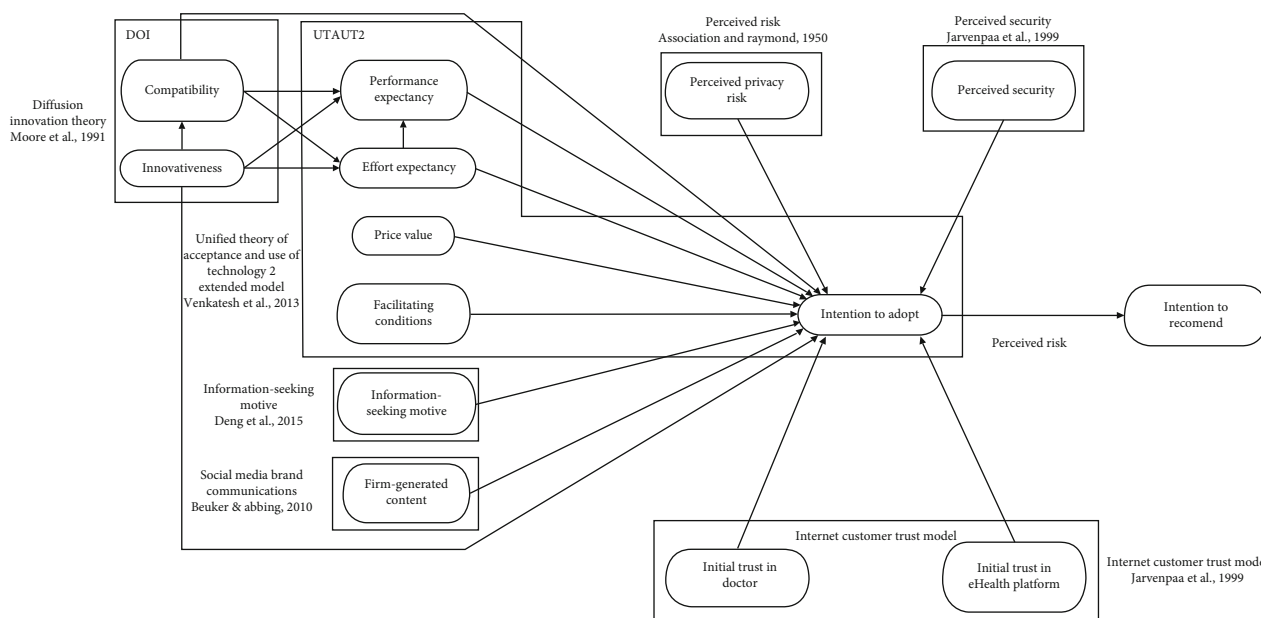 DOI
UTAUT2
Perceived risk
Association and raymond, 1950
Perceived security
Jarvenpaa et al., 1999
Compatibility
Performance
expectancy
Perceived privacy
risk
Perceived security
Diffusion
innovation theory
Moore et al., 1991
Innovativeness
Effort expectancy
Price value
Unified theory of
acceptance and use of
technology 2
extended model
Venkatesh et al., 2013
Facilitating
conditions
Intention to adopt
Intention to
recomend
Perceived risk
Information-seeking
motive
Deng et al., 2015
Information-
seeking motive
Social media brand
communications
Beuker & abbing, 2010
Firm-generated
content
Internet customer trust model
Initial trust in
doctor
Initial trust in
eHealth platform
Internet customer trust mode
Jarvenpaa et al., 1999